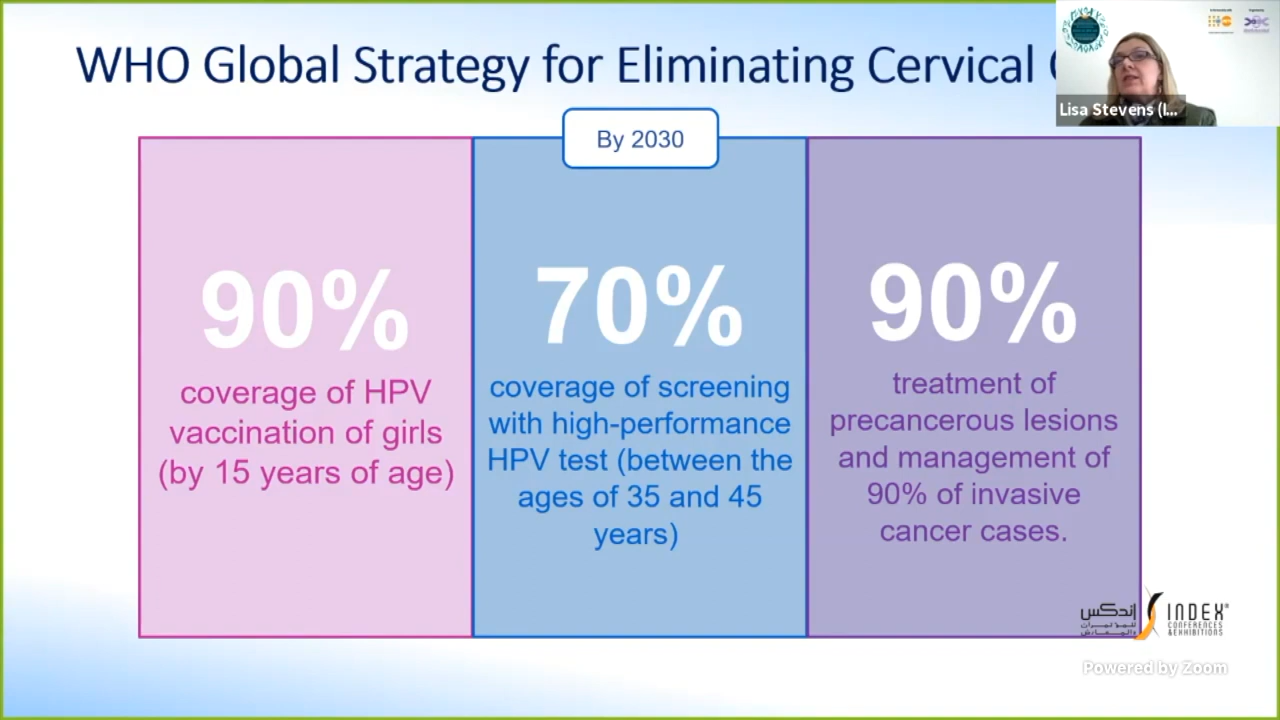 WHO Global Strategy for Eliminating Cervical
Lisa Stevens (I...
By 2030
90%
coverage of HPV
vaccination of girls
(by 15 years of age)
70%
coverage of screening
with high-performance
HPV test (between the
ages of 35 and 45
years)
90%
treatment of
precancerous lesions
and management of
90% of invasive
cancer cases.
إندكس
للمؤتمرات
والمعارض
INDEX®
CONFERENCES
&EXHIBITIONS
Powered by Zoom